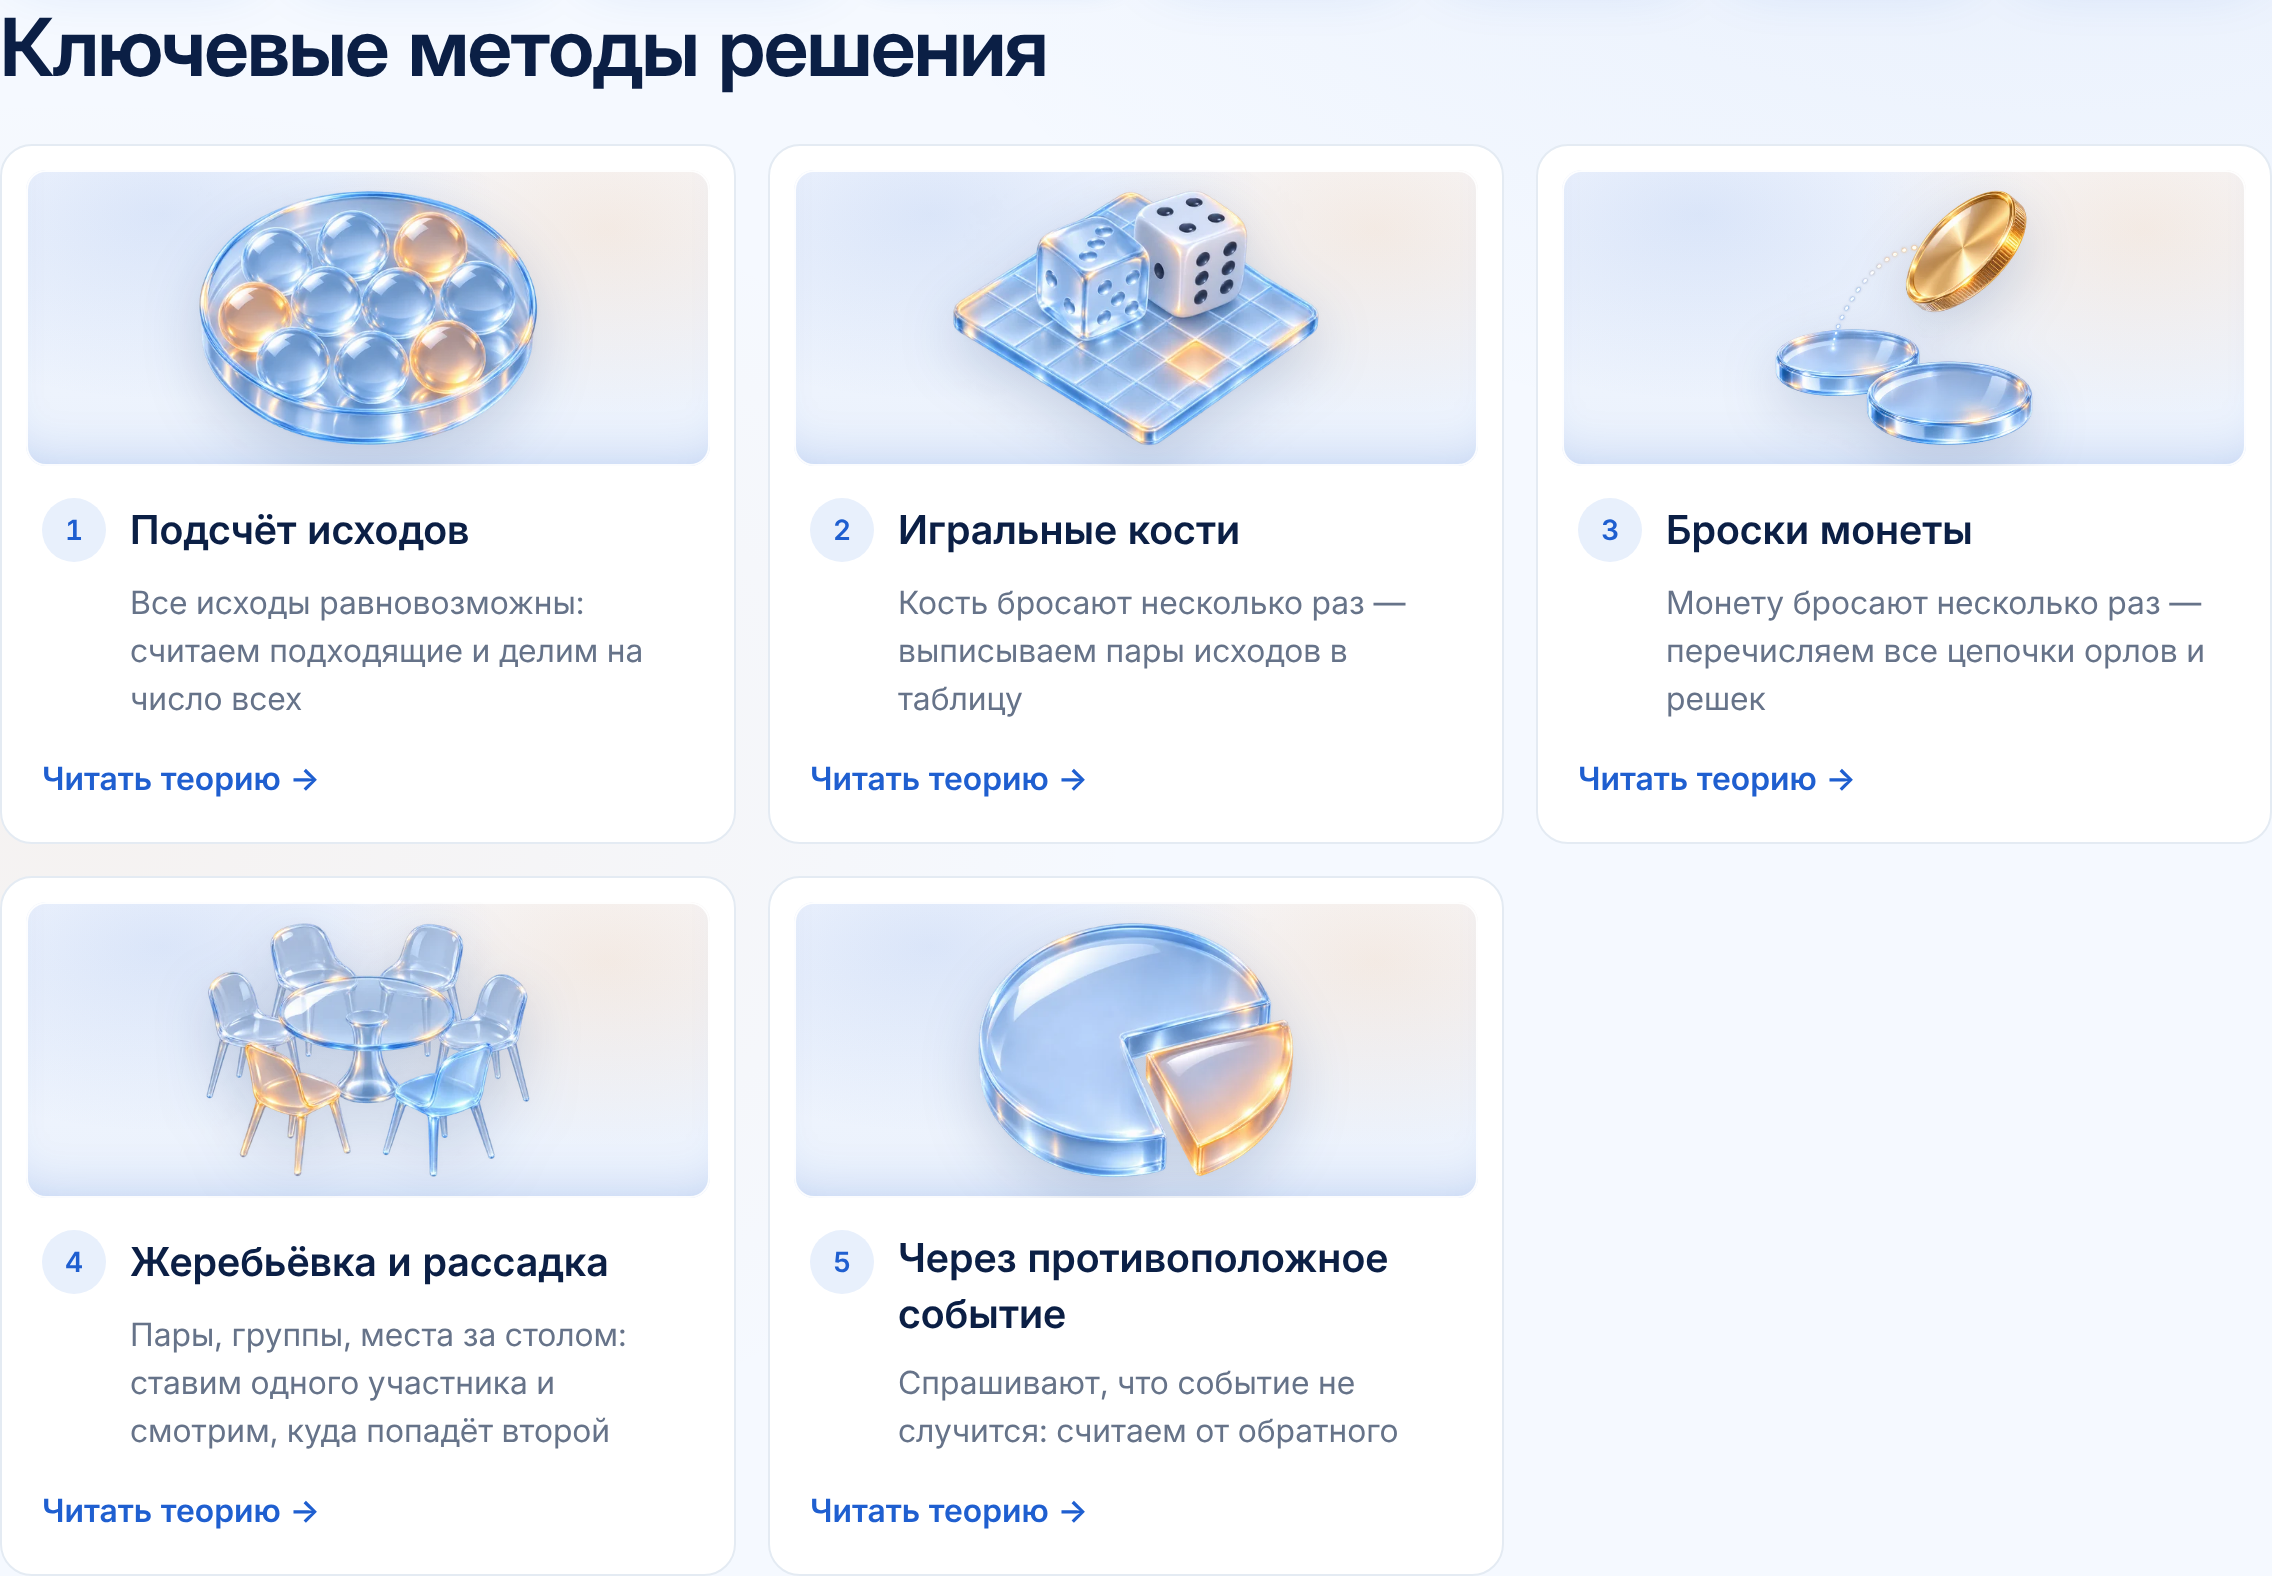 Ключевые методы решения
1
Подсчёт исходов
Все исходы равновозможны:
считаем подходящие и делим на
число всех
Читать теорию →
2
Игральные кости
Кость бросают несколько раз —
выписываем пары исходов в
таблицу
Читать теорию →
3
Броски монеты
Монету бросают несколько раз —
перечисляем все цепочки орлов и
решек
Читать теорию →
4
Жеребьёвка и рассадка
Пары, группы, места за столом:
ставим одного участника и
смотрим, куда попадёт второй
Читать теорию →
5
Через противоположное
событие
Спрашивают, что событие не
случится: считаем от обратного
Читать теорию →